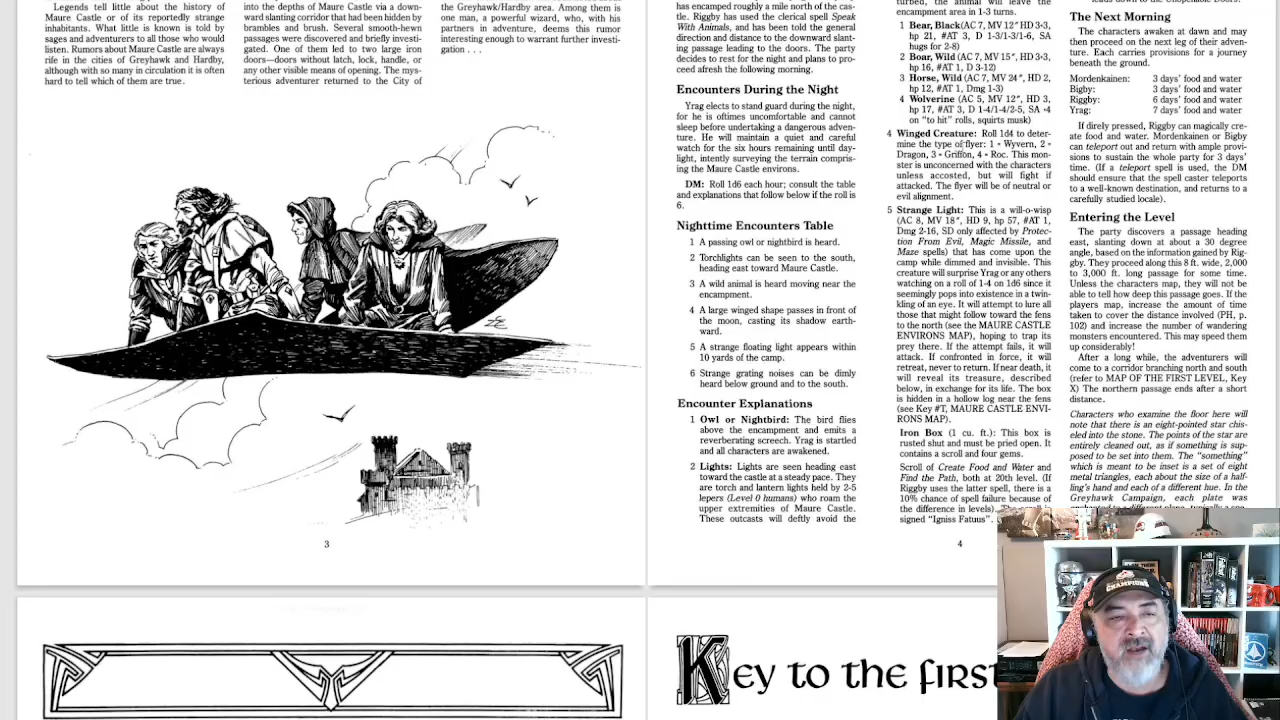 Legends tell little about the history of
Maure Castle or of its reportedly strange
inhabitants. What little is known is told by
sages and adventurers to all those who would
listen. Rumors about Maure Castle are always
rife in the cities of Greyhawk and Hardby,
although with so many in circulation it is often
hard to tell which of them are true.
into the depths of Maure Castle via a down-
ward slanting corridor that had been hidden by
brambles and brush. Several smooth-hewn
passages were discovered and briefly investi-
gated. One of them led to two large iron
doors—doors without latch, lock, handle, or
any other visible means of opening. The mys-
terious adventurer returned to the City of
the Greyhawk/Hardby area. Among them is
one man, a powerful wizard, who, with his
partners in adventure, deems this rumor
interesting enough to warrant further investi-
gation . . .
3
has encamped roughly a mile north of the cas-
tle. Rigby has used the clerical spell Speak
With Animals, and has been told the general
direction and distance to the downward slant-
ing passage leading to the doors. The party
decides to rest for the night and plans to pro-
ceed afresh the following morning.
Encounters During the Night
Yrag elects to stand guard during the night,
for he is oftimes uncomfortable and cannot
sleep before undertaking a dangerous adven-
ture. He will maintain a quiet and careful
watch for the six hours remaining until day-
light, intently surveying the terrain compris-
ing the Maure Castle environs.
DM: Roll 1d6 each hour; consult the table
and explanations that follow below if the roll is
6.
Nighttime Encounters Table
1 A passing owl or nightbird is heard.
2 Torchlights can be seen to the south,
heading east toward Maure Castle.
3 A wild animal is heard moving near the
encampment.
4 A large winged shape passes in front of
the moon, casting its shadow earth-
ward.
5 A strange floating light appears within
10 yards of the camp.
6 Strange grating noises can be dimly
heard below ground and to the south.
Encounter Explanations
1 Owl or Nightbird: The bird flies
above the encampment and emits a
reverberating screech. Yrag is startled
and all characters are awakened.
2 Lights: Lights are seen heading east
toward the castle at a steady pace. They
are torch and lantern lights held by 2-5
lepers (Level 0 humans) who roam the
upper extremities of Maure Castle.
These outcasts will deftly avoid the
turbed, the animal will leave the
encampment area in 1-3 turns.
1 Bear, Black (AC 7, MV 12" HD 3-3,
hp 21, #AT 3, D 1-3/1-3/1-6, SA
hugs for 2-8)
2 Boar, Wild (AC 7, MV 15", HD 3-3,
hp 16, #AT 1, D 3-12)
3 Horse, Wild (AC 7, MV 24", HD 2,
hp 12, #AT 1, Dmg 1-3)
4 Wolverine (AC 5, MV 12", HD 3,
hp 17, #AT 3, D 1-4/1-4/2-5, SA +4
on "to hit" rolls, squirts musk)
4 Winged Creature: Roll 1d4 to deter-
mine the type of flyer: 1 = Wyvern, 2 =
Dragon, 3 = Griffon, 4 = Roc. This mon-
ster is unconcerned with the characters
unless accosted, but will fight if
attacked. The flyer will be of neutral or
evil alignment.
5 Strange Light: This is a will-o-wisp
(AC 8, MV 18", HD 9, hp 57, #AT 1,
Dmg 2-16, SD only affected by Protec-
tion From Evil, Magic Missile, and
Maze spells) that has come upon the
camp while dimmed and invisible. This
creature will surprise Yrag or any others
watching on a roll of 1-4 on 1d6 since it
seemingly pops into existence in a twin-
kling of an eye. It will attempt to lure all
those that might follow toward the fens
to the north (see the MAURE CASTLE
ENVIRONS MAP), hoping to trap its
prey there. If the attempt fails, it will
attack. If confronted in force, it will
retreat, never to return. If near death, it
will reveal its treasure, described
below, in exchange for its life. The box
is hidden in a hollow log near the fens
(see Key #T, MAURE CASTLE ENVI-
RONS MAP).
Iron Box (1 cu. ft.): This box is
rusted shut and must be pried open. It
contains a scroll and four gems.
Scroll of Create Food and Water and
Find the Path, both at 20th level. (If
Riggby uses the latter spell, there is a
10% chance of spell failure because of
the difference in levels). The scroll is
signed "Igniss Fatuus".
4
The Next Morning
The characters awake at dawn and may
then proceed on the next leg of their adven-
ture. Each carries provisions for a journey
beneath the ground.
Mordenkainen: 3 days' food and water
Bigby: 3 days' food and water
Riggby: 6 days' food and water
Yrag: 7 days' food and water
If direly pressed, Riggby can magically cre-
ate food and water. Mordenkainen or Bigby
can teleport out and return with ample provi-
sions to sustain the whole party for 3 days'
time. (If a teleport spell is used, the DM
should ensure that the spell caster teleports
to a well-known destination, and returns to a
carefully studied locale).
Entering the Level
The party discovers a passage heading
east, slanting down at about a 30 degree
angle, based on the information gained by Rig-
gby. They proceed along this 8 ft. wide, 2,000
to 3,000 ft. long passage for some time.
Unless the characters map, they will not be
able to tell how deep this passage goes. If the
players map, increase the amount of time
taken to cover the distance involved (PH, p.
102) and increase the number of wandering
monsters encountered. This may speed them
up considerably!
After a long while, the adventurers will
come to a corridor branching north and south
(refer to MAP OF THE FIRST LEVEL, Key
X) The northern passage ends after a short
distance.
Characters who examine the floor here will
note that there is an eight-pointed star chis-
eled into the stone. The points of the star are
entirely cleaned out, as if something is sup-
posed to be set into them. The "something"
which is meant to be inset is a set of eight
metal triangles, each about the size of a half-
ling's hand and each of a different hue. In the
Greyhawk Campaign, each plate was
Key to the first
CHAMPIONS